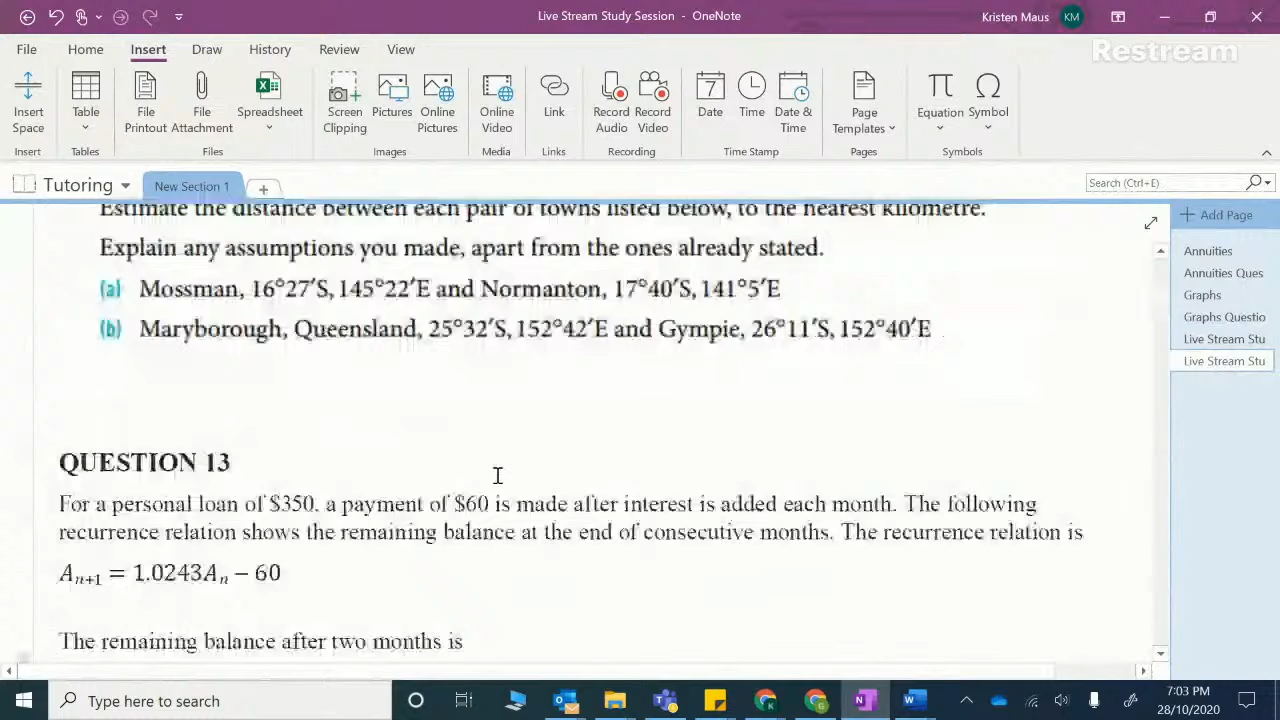 Live Stream Study Session - OneNote
Kristen Maus KM
File Home Insert Draw History Review View
Restream
Insert Space
Table
File Printout
File Attachment
Spreadsheet
Screen Clipping
Pictures
Online Pictures
Online Video
Link
Record Audio
Record Video
7
Date
Time
Date & Time
Page Templates
π
Equation
Ω
Symbol
Insert Tables Files Images Media Links Recording Time Stamp Pages Symbols
Tutoring New Section 1 +
Search (Ctrl+E)
Add Page
Annuities
Annuities Ques
Graphs
Graphs Questio
Live Stream Stu
Live Stream Stu
Estimate the distance between each pair of towns listed below, to the nearest kilometre.
Explain any assumptions you made, apart from the ones already stated.
(a) Mossman, 16°27′S, 145°22′E and Normanton, 17°40′S, 141°5′E
(b) Maryborough, Queensland, 25°32′S, 152°42′E and Gympie, 26°11′S, 152°40′E
QUESTION 13
For a personal loan of $350, a payment of $60 is made after interest is added each month. The following
recurrence relation shows the remaining balance at the end of consecutive months. The recurrence relation is
Aₙ₊₁ = 1.0243Aₙ − 60
The remaining balance after two months is
Type here to search
7:03 PM
28/10/2020